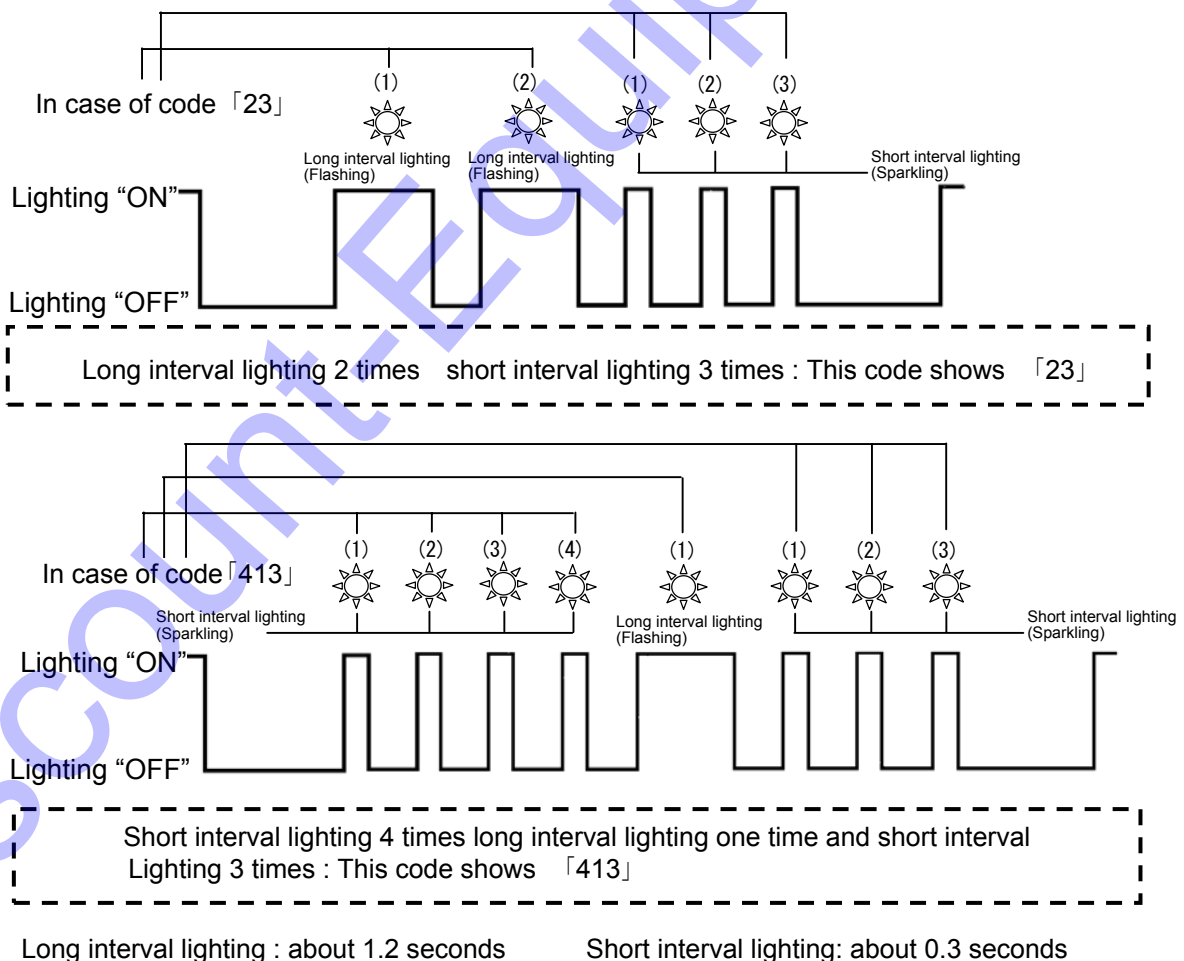 (1) (2) (1) (2) (3)
In case of code「23」
Long interval lighting
(Flashing)
Long interval lighting
(Flashing)
Short interval lighting
(Sparkling)
Lighting “ON”
Lighting “OFF”
Long interval lighting 2 times short interval lighting 3 times : This code shows 「23」
(1) (2) (3) (4) (1) (1) (2) (3)
In case of code「413」
Short interval lighting
(Sparkling)
Long interval lighting
(Flashing)
Short interval lighting
(Sparkling)
Lighting “ON”
Lighting “OFF”
Short interval lighting 4 times long interval lighting one time and short interval
Lighting 3 times : This code shows 「413」
Long interval lighting : about 1.2 seconds Short interval lighting: about 0.3 seconds
scount-Equip